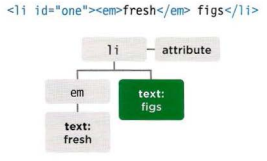 <li id="one"><em>fresh</em> figs</li>
li
attribute
em
text:
figs
text:
fresh